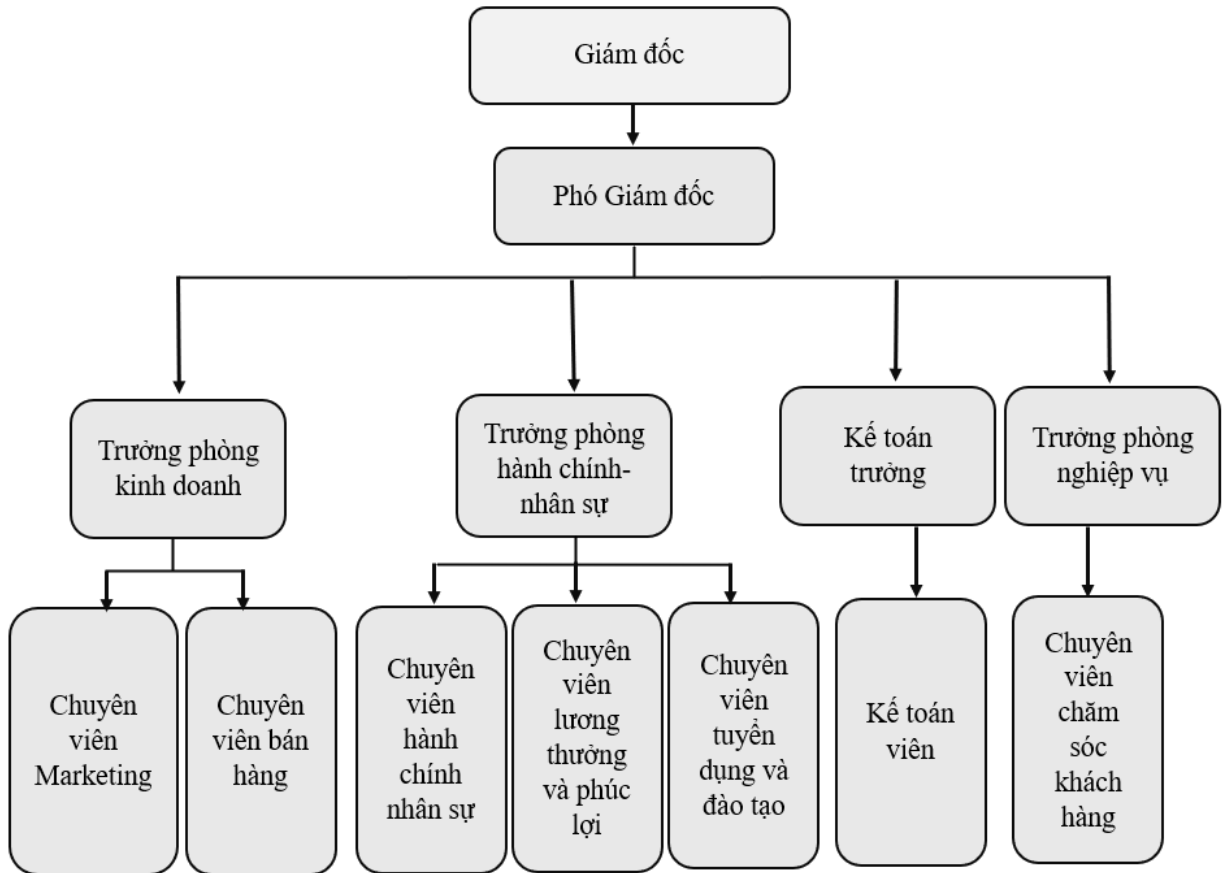 Giám đốc
Phó Giám đốc
Trưởng phòng
kinh doanh
Trưởng phòng
hành chính-
nhân sự
Kế toán
trưởng
Trưởng phòng
nghiệp vụ
Chuyên
viên
Marketing
Chuyên
viên bán
hàng
Chuyên
viên
hành
chính
nhân sự
Chuyên
viên
lương
thưởng
và phúc
lợi
Chuyên
viên
tuyển
dụng và
đào tạo
Kế toán
viên
Chuyên
viên
chăm
sóc
khách
hàng